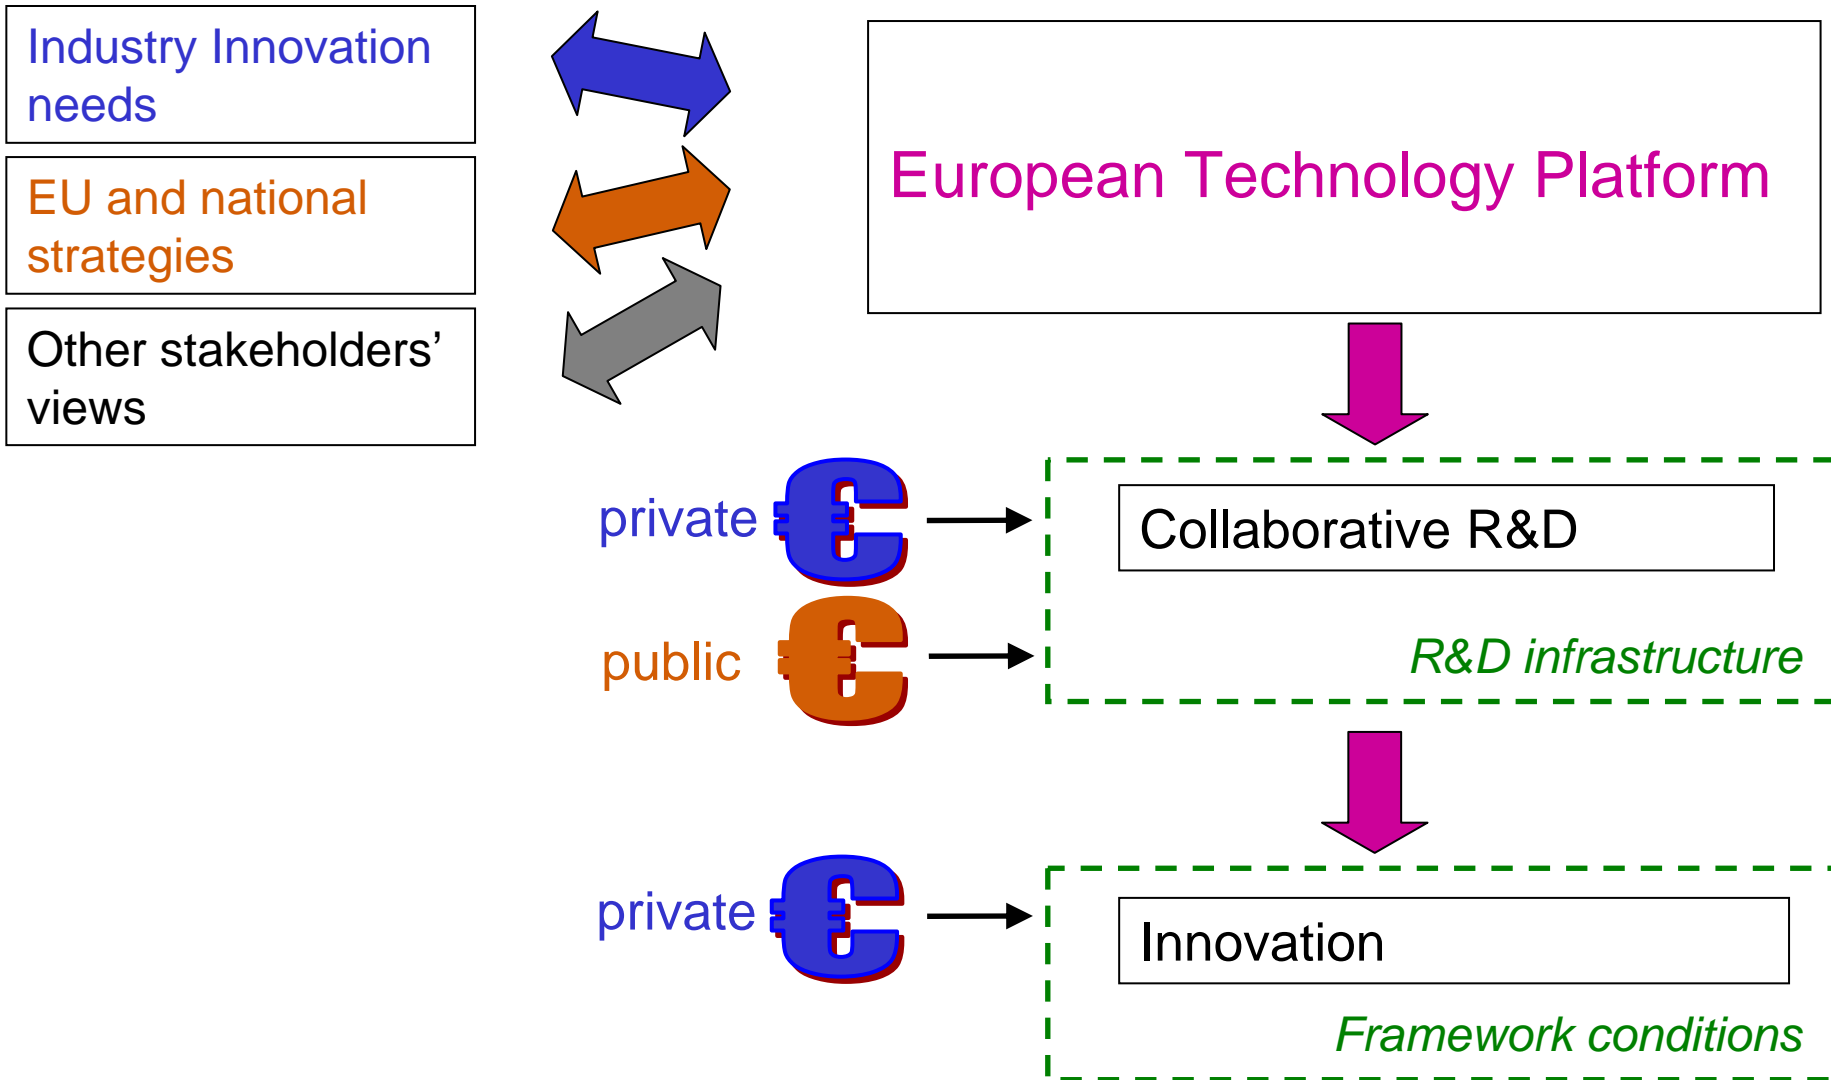 Industry Innovation
needs
EU and national
strategies
Other stakeholders’
views
European Technology Platform
private €
Collaborative R&D
public €
R&D infrastructure
private €
Innovation
Framework conditions